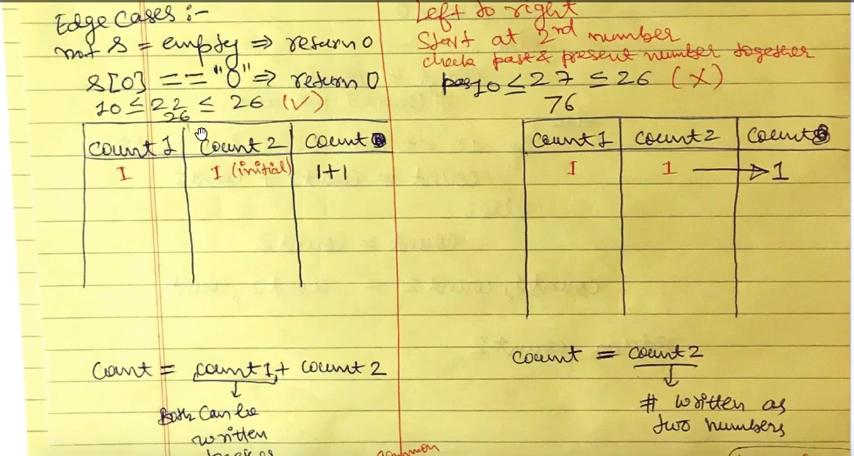 Edge Cases :-
not s = empty => return 0
s[0] == "0" => return 0
10 ≤ 22 ≤ 26 (✓)
26
Left to right
Start at 2nd number
check past & present number together
10 ≤ 27 ≤ 26 (X)
76
count 1 count 2 count
1 1 (initial) 1+1
count 1 count 2 count
1 1 → 1
count = count 1 + count 2
Both can be
written
count = count 2
# written as
two numbers
common